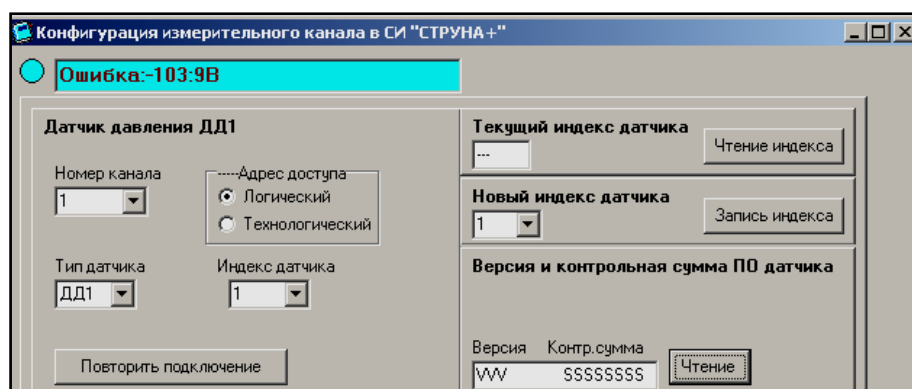 Конфигурация измерительного канала в СИ "СТРУНА+"
Ошибка:-103:9В
Датчик давления ДД1
Номер канала
1
-----Адрес доступа
Логический
Технологический
Тип датчика
ДД1
Индекс датчика
1
Повторить подключение
Текущий индекс датчика
---
Чтение индекса
Новый индекс датчика
1
Запись индекса
Версия и контрольная сумма ПО датчика
Версия Контр.сумма
VVV SSSSSSSS
Чтение